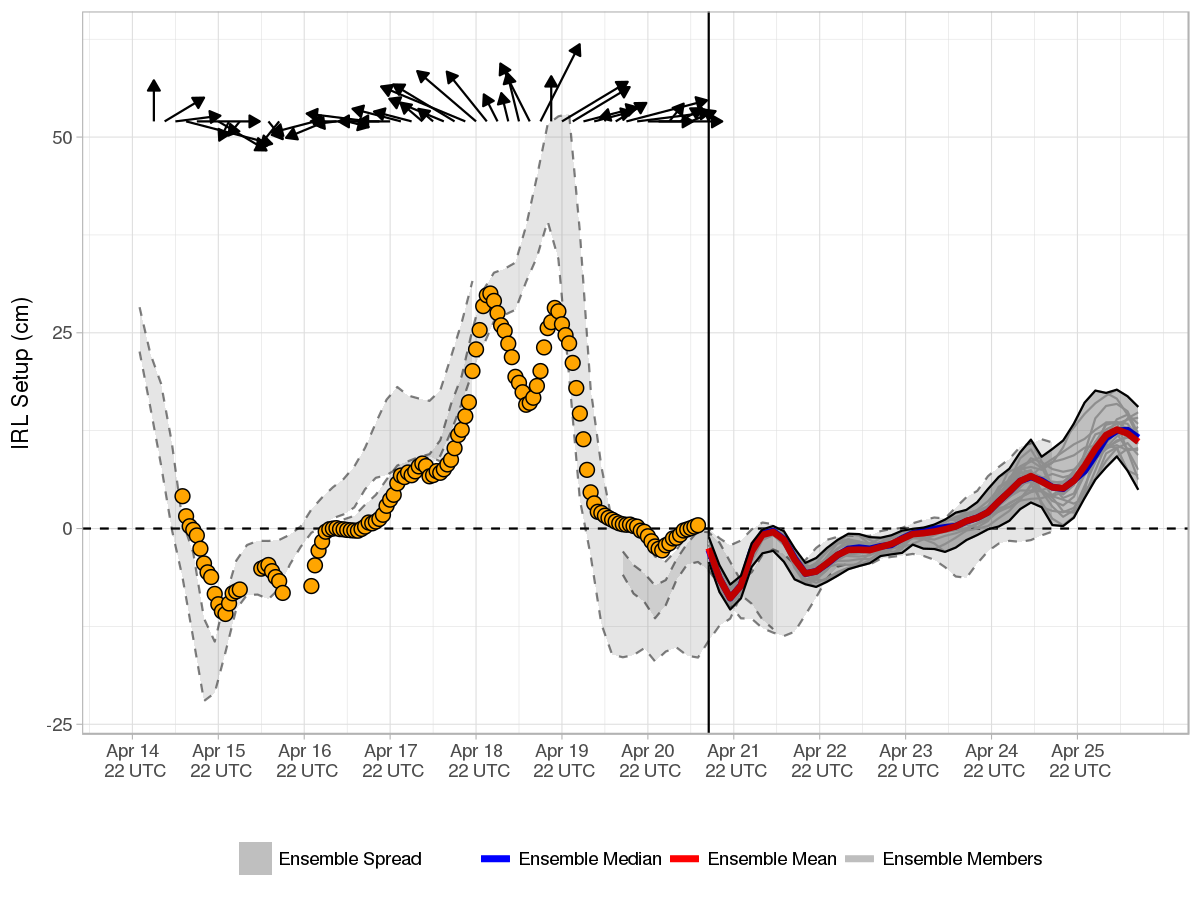 IRL Setup (cm)
50
25
0
-25
Apr 14 Apr 15 Apr 16 Apr 17 Apr 18 Apr 19 Apr 20 Apr 21 Apr 22 Apr 23 Apr 24 Apr 25
22 UTC 22 UTC 22 UTC 22 UTC 22 UTC 22 UTC 22 UTC 22 UTC 22 UTC 22 UTC 22 UTC 22 UTC
Ensemble Spread Ensemble Median Ensemble Mean Ensemble Members